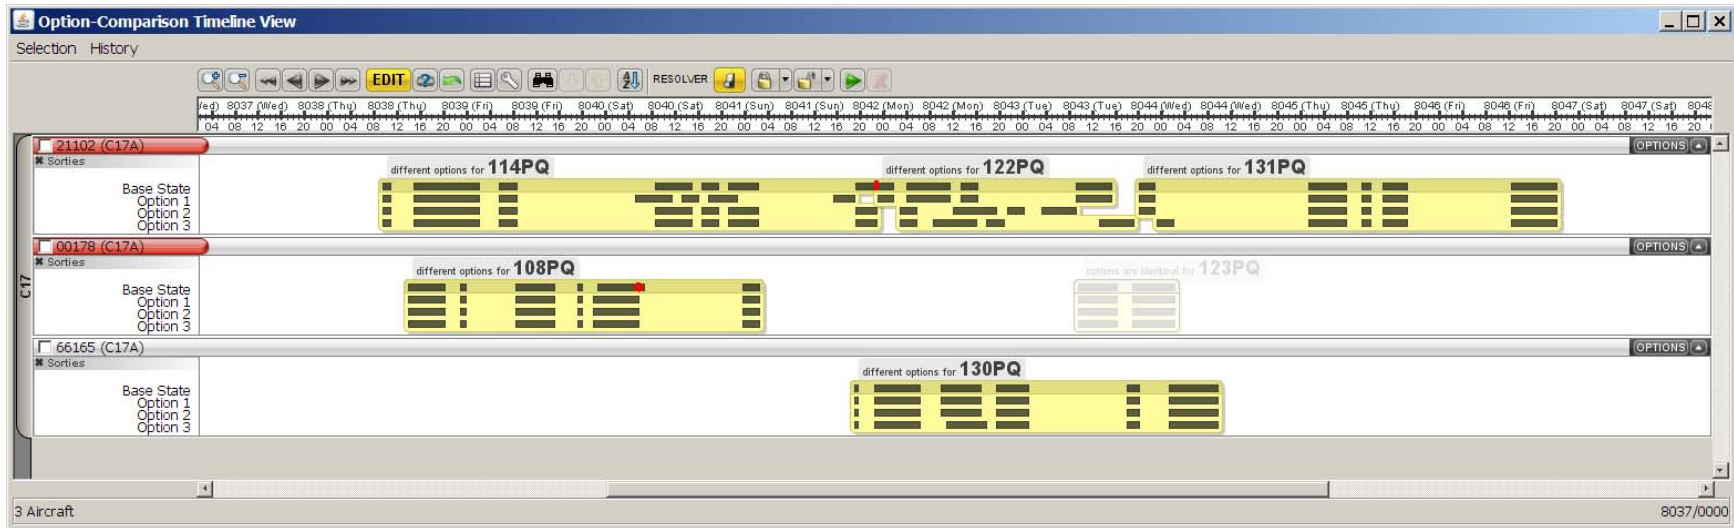 Option-Comparison Timeline View
Selection History
EDIT RESOLVER
/ed) 8037 (Wed) 8038 (Thu) 8038 (Thu) 8039 (Fri) 8039 (Fri) 8040 (Sat) 8040 (Sat) 8041 (Sun) 8041 (Sun) 8042 (Mon) 8042 (Mon) 8043 (Tue) 8043 (Tue) 8044 (Wed) 8044 (Wed) 8045 (Thu) 8045 (Thu) 8046 (Fri) 8046 (Fri) 8047 (Sat) 8047 (Sat) 8048
04 08 12 16 20 00 04 08 12 16 20 00 04 08 12 16 20 00 04 08 12 16 20 00 04 08 12 16 20 00 04 08 12 16 20 00 04 08 12 16 20 00 04 08 12 16 20 00 04 08 12 16 20 00 04 08 12 16 20 00 04 08 12 16 20
C17
21102 (C17A) OPTIONS
Sorties
different options for 114PQ different options for 122PQ different options for 131PQ
Base State
Option 1
Option 2
Option 3
00178 (C17A) OPTIONS
Sorties
different options for 108PQ options are identical for 123PQ
Base State
Option 1
Option 2
Option 3
66165 (C17A) OPTIONS
Sorties
different options for 130PQ
Base State
Option 1
Option 2
Option 3
3 Aircraft 8037/0000